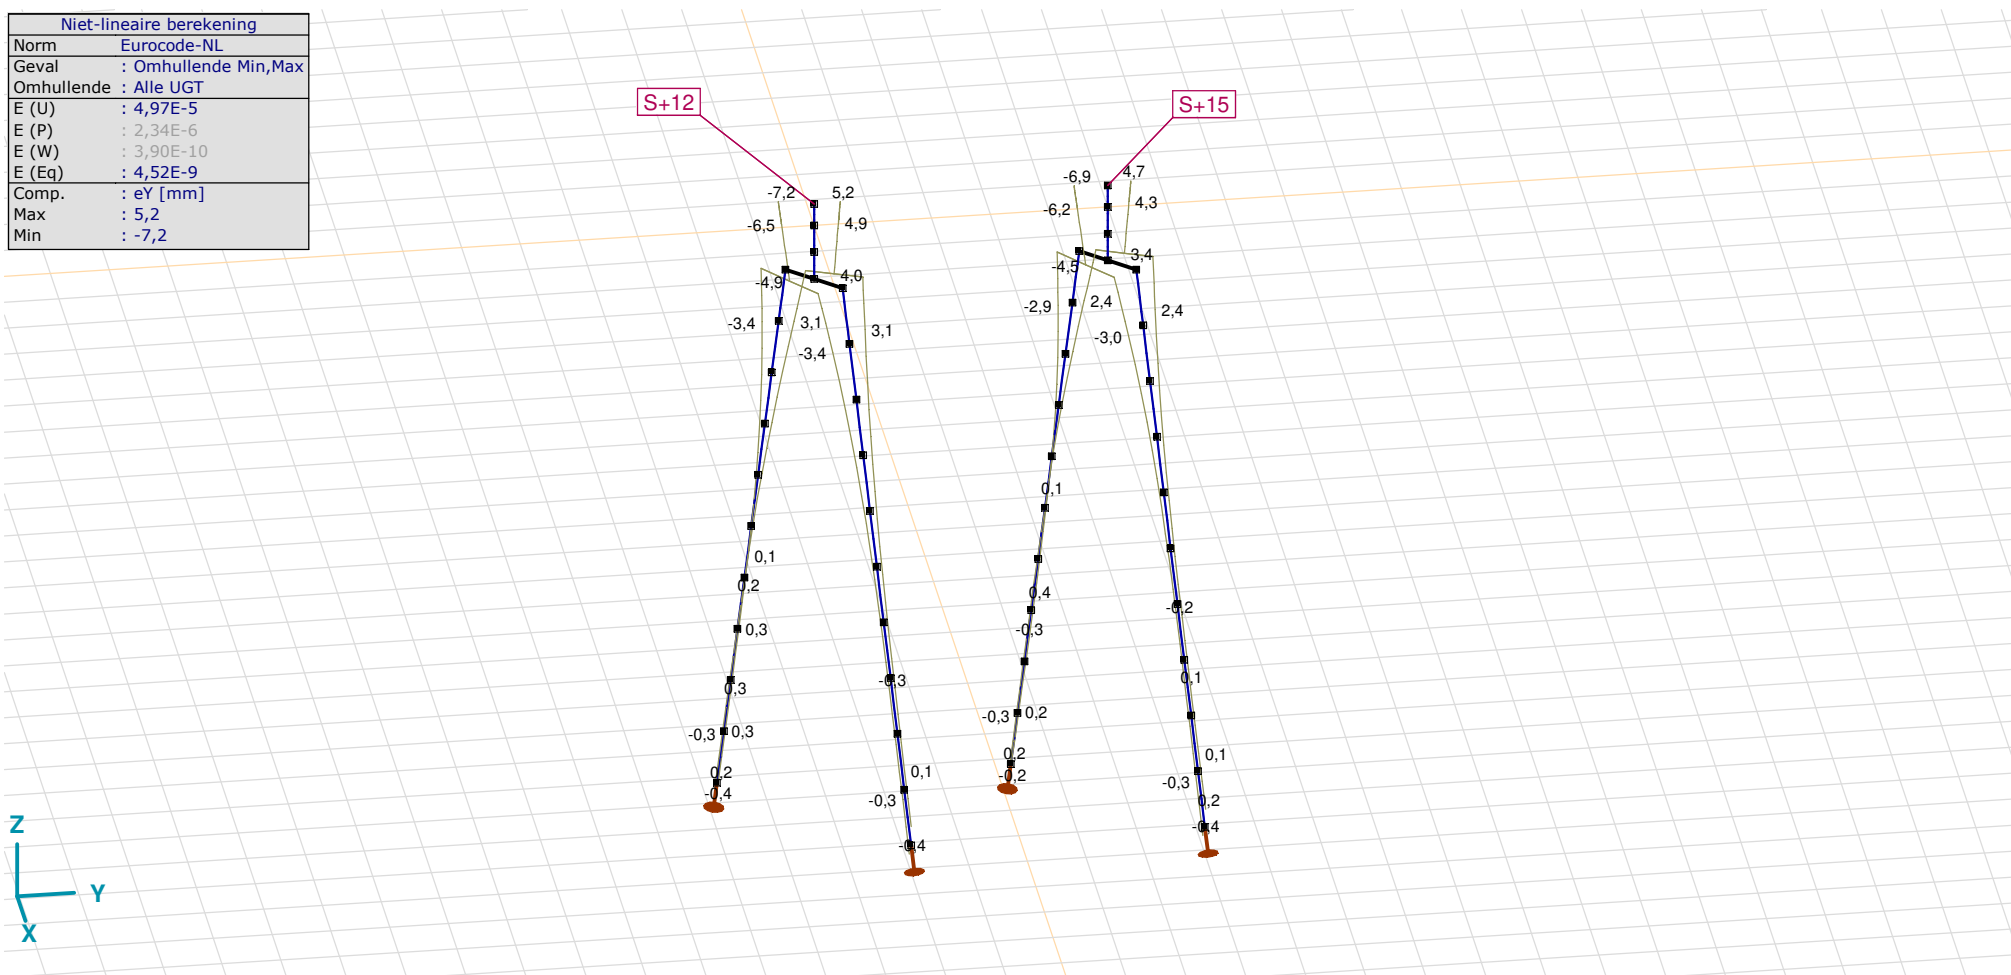 Niet-lineaire berekening
Norm Eurocode-NL
Geval : Omhullende Min,Max
Omhullende : Alle UGT
E (U) : 4,97E-5
E (P) : 2,34E-6
E (W) : 3,90E-10
E (Eq) : 4,52E-9
Comp. : eY [mm]
Max : 5,2
Min : -7,2
S+12
-7,2 5,2
-6,5 4,9
-4,9 4,0
-3,4 3,1 3,1
-3,4
0,1
0,2
0,3
0,3
-0,3 0,3
0,2
-0,4
-0,3
0,1
-0,3
-0,4
S+15
-6,9 4,7
-6,2 4,3
-4,5 3,4
-2,9 2,4 2,4
-3,0
0,1
0,4
-0,3
-0,3 0,2
0,2
-0,2
-0,2
0,1
0,1
-0,3
0,2
-0,4
Z
Y
X